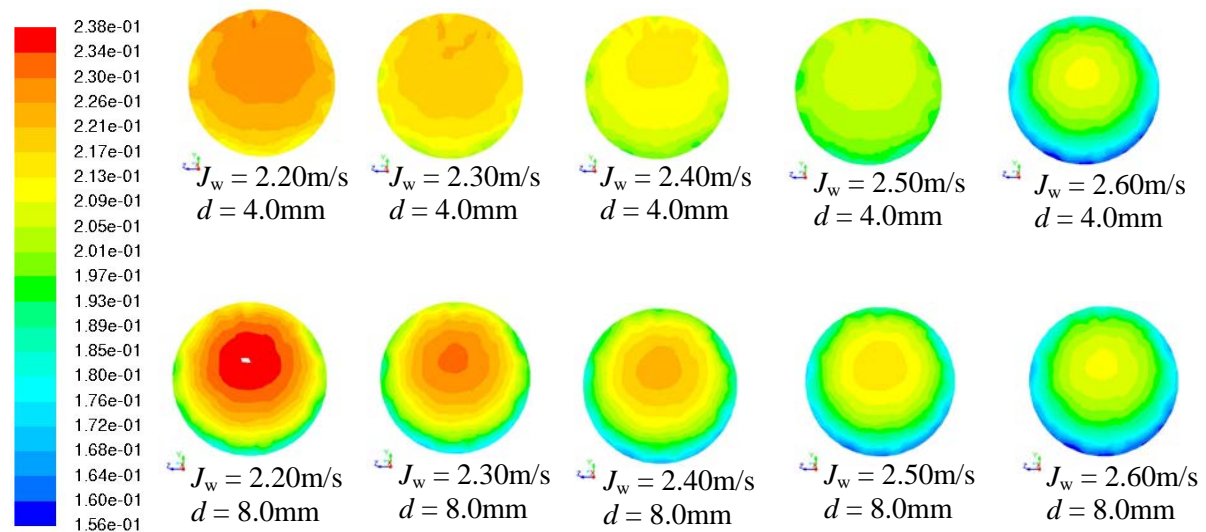 2.38e-01
2.34e-01
2.30e-01
2.26e-01
2.21e-01
2.17e-01
2.13e-01
2.09e-01
2.05e-01
2.01e-01
1.97e-01
1.93e-01
1.89e-01
1.85e-01
1.80e-01
1.76e-01
1.72e-01
1.68e-01
1.64e-01
1.60e-01
1.56e-01
Jw = 2.20m/s
d = 4.0mm
Jw = 2.30m/s
d = 4.0mm
Jw = 2.40m/s
d = 4.0mm
Jw = 2.50m/s
d = 4.0mm
Jw = 2.60m/s
d = 4.0mm
Jw = 2.20m/s
d = 8.0mm
Jw = 2.30m/s
d = 8.0mm
Jw = 2.40m/s
d = 8.0mm
Jw = 2.50m/s
d = 8.0mm
Jw = 2.60m/s
d = 8.0mm